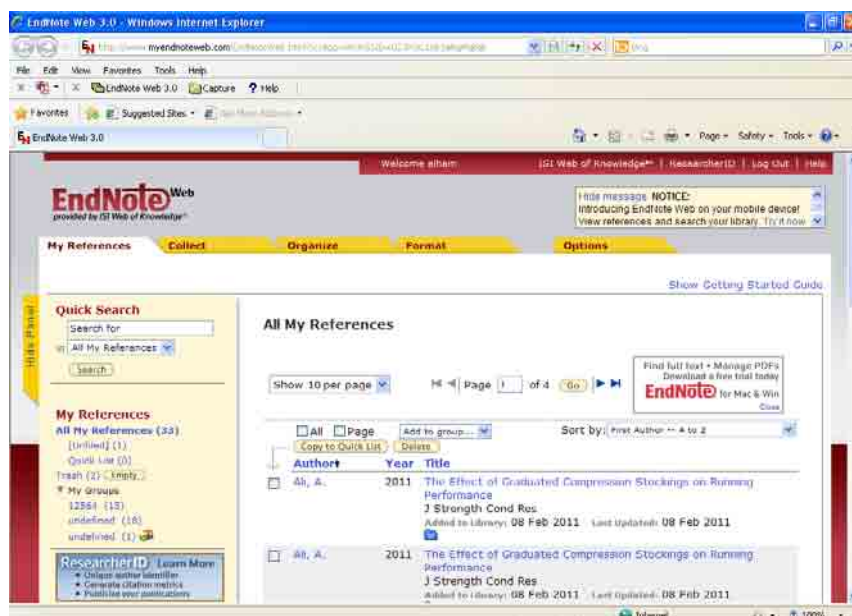 EndNote Web 3.0 - Windows Internet Explorer
myendnoteweb.com
File Edit View Favorites Tools Help
X EndNote Web 3.0 Capture ? Help
Favorites Suggested Sites
EndNote Web 3.0
Page Safety Tools
Welcome elham ISI Web of Knowledge | ResearcherID | Log Out | Help
EndNote Web
provided by ISI Web of Knowledge
Hide message NOTICE:
Introducing EndNote Web on your mobile device!
View references and search your library. Try it now
My References Collect Organize Format Options
Show Getting Started Guide
Hide Panel
Quick Search
Search for
in All My References
Search
All My References
Show 10 per page
Page 1 of 4 Go
Find full text • Manage PDFs
Download a free trial today
EndNote for Mac & Win
Close
My References
All My References (33)
[Unfiled] (1)
Quick List (0)
Trash (2) Empty
My Groups
12564 (15)
undefined (18)
undefined (1)
All Page Add to group... Sort by: First Author -- A to Z
Copy to Quick List Delete
Author Year Title
Ali, A. 2011 The Effect of Graduated Compression Stockings on Running
Performance
J Strength Cond Res
Added to Library: 08 Feb 2011 Last Updated: 08 Feb 2011
Ali, A. 2011 The Effect of Graduated Compression Stockings on Running
Performance
J Strength Cond Res
Added to Library: 08 Feb 2011 Last Updated: 08 Feb 2011
ResearcherID Learn More
• Unique author identifier
• Generate citation metrics
• Publicise your publications
Internet 100%